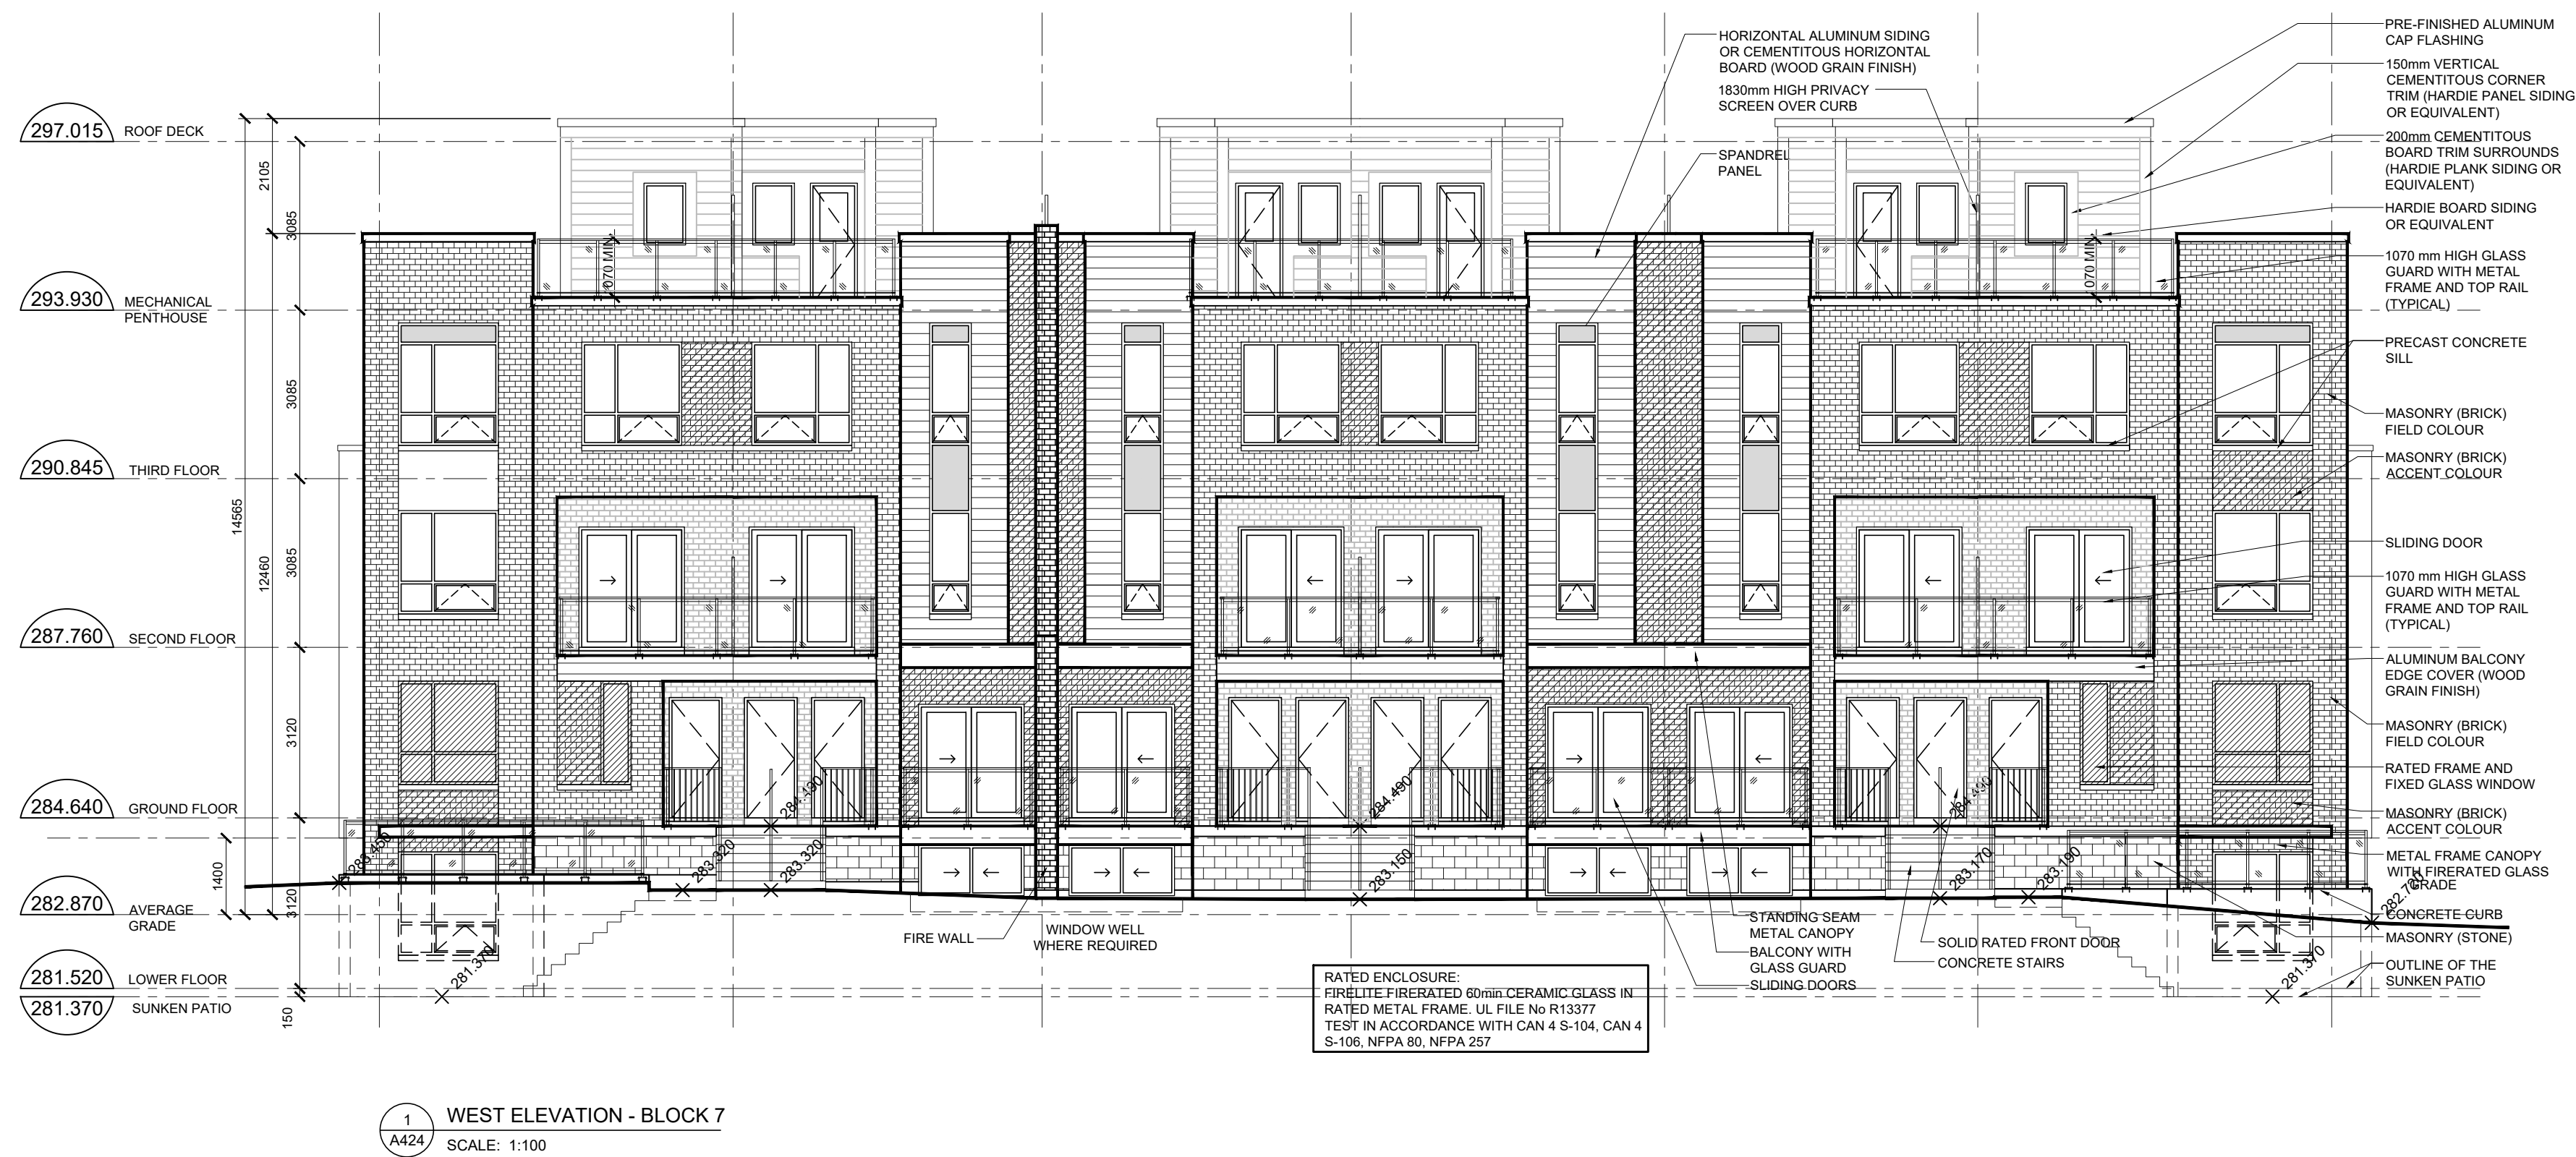 297.015 ROOF DECK
293.930 MECHANICAL
PENTHOUSE
290.845 THIRD FLOOR
287.760 SECOND FLOOR
284.640 GROUND FLOOR
282.870 AVERAGE
GRADE
281.520 LOWER FLOOR
281.370 SUNKEN PATIO
2105
3085
14565
3085
12460
3085
3120
1400
3120
150
HORIZONTAL ALUMINUM SIDING
OR CEMENTITOUS HORIZONTAL
BOARD (WOOD GRAIN FINISH)
1830mm HIGH PRIVACY
SCREEN OVER CURB
SPANDREL
PANEL
PRE-FINISHED ALUMINUM
CAP FLASHING
150mm VERTICAL
CEMENTITOUS CORNER
TRIM (HARDIE PANEL SIDING
OR EQUIVALENT)
200mm CEMENTITOUS
BOARD TRIM SURROUNDS
(HARDIE PLANK SIDING OR
EQUIVALENT)
HARDIE BOARD SIDING
OR EQUIVALENT
1070 mm HIGH GLASS
GUARD WITH METAL
FRAME AND TOP RAIL
(TYPICAL)
PRECAST CONCRETE
SILL
MASONRY (BRICK)
FIELD COLOUR
MASONRY (BRICK)
ACCENT COLOUR
SLIDING DOOR
1070 mm HIGH GLASS
GUARD WITH METAL
FRAME AND TOP RAIL
(TYPICAL)
ALUMINUM BALCONY
EDGE COVER (WOOD
GRAIN FINISH)
MASONRY (BRICK)
FIELD COLOUR
RATED FRAME AND
FIXED GLASS WINDOW
MASONRY (BRICK)
ACCENT COLOUR
METAL FRAME CANOPY
WITH FIRERATED GLASS
GRADE
CONCRETE CURB
MASONRY (STONE)
OUTLINE OF THE
SUNKEN PATIO
283.320
283.320
284.490
283.150
284.490
283.170
283.190
281.370
281.370
FIRE WALL
WINDOW WELL
WHERE REQUIRED
STANDING SEAM
METAL CANOPY
BALCONY WITH
GLASS GUARD
SLIDING DOORS
SOLID RATED FRONT DOOR
CONCRETE STAIRS
RATED ENCLOSURE:
FIRELITE FIRERATED 60min CERAMIC GLASS IN
RATED METAL FRAME. UL FILE No R13377
TEST IN ACCORDANCE WITH CAN 4 S-104, CAN 4
S-106, NFPA 80, NFPA 257
1
A424
WEST ELEVATION - BLOCK 7
SCALE: 1:100